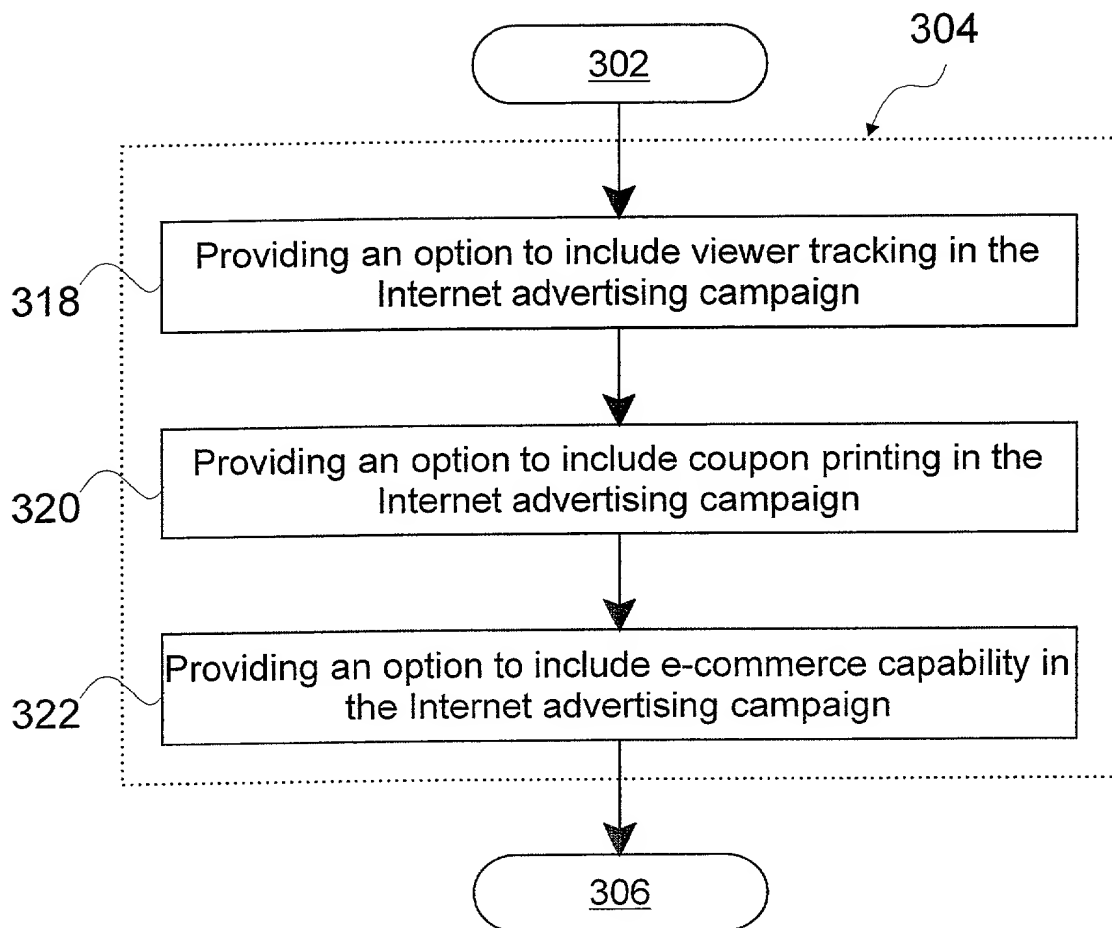 304
302
Providing an option to include viewer tracking in the
Internet advertising campaign
318
Providing an option to include coupon printing in the
Internet advertising campaign
320
Providing an option to include e-commerce capability in
the Internet advertising campaign
322
306